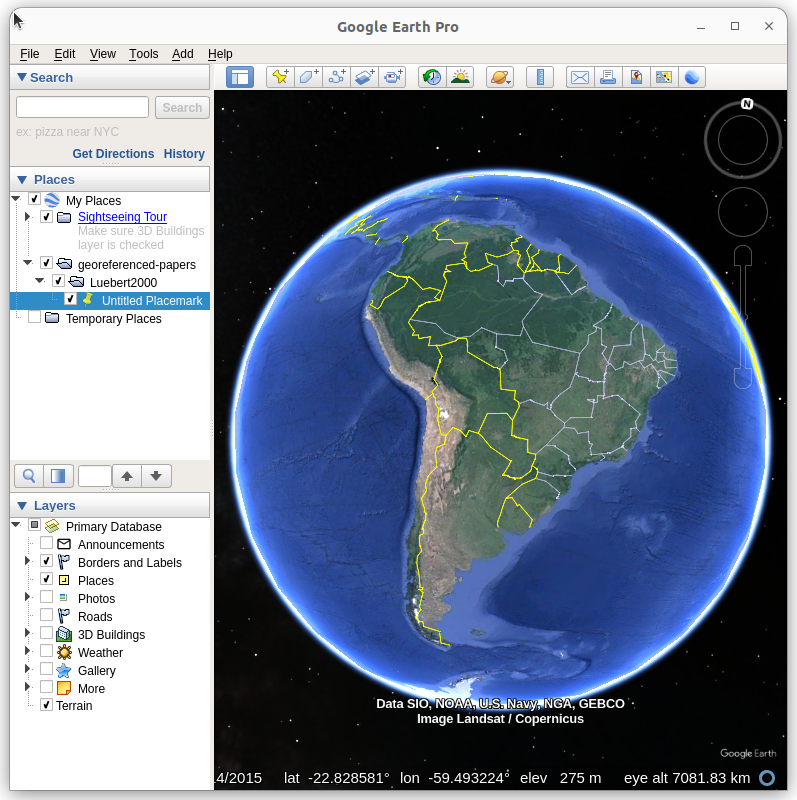 Google Earth Pro
File Edit View Tools Add Help
Search
Search
ex: pizza near NYC
Get Directions History
Places
My Places
Sightseeing Tour
Make sure 3D Buildings
layer is checked
georeferenced-papers
Luebert2000
Untitled Placemark
Temporary Places
Layers
Primary Database
Announcements
Borders and Labels
Places
Photos
Roads
3D Buildings
Weather
Gallery
More
Terrain
N
Data SIO, NOAA, U.S. Navy, NGA, GEBCO
Image Landsat / Copernicus
Google Earth
4/2015 lat -22.828581° lon -59.493224° elev 275 m eye alt 7081.83 km